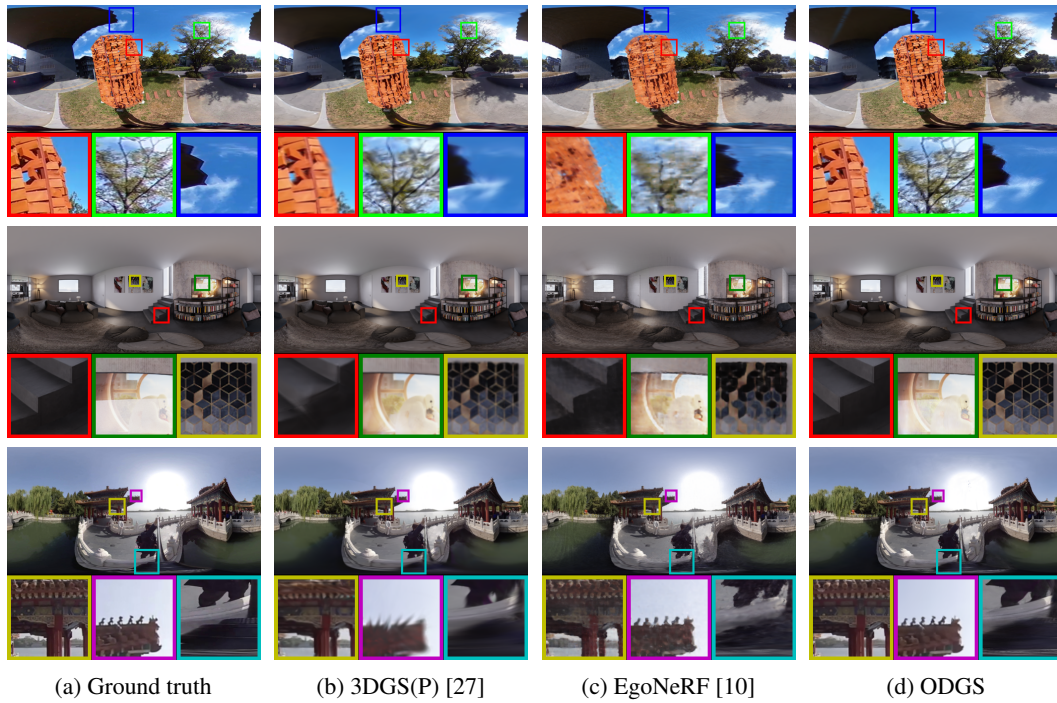 (a) Ground truth
(b) 3DGS(P) [27]
(c) EgoNeRF [10]
(d) ODGS